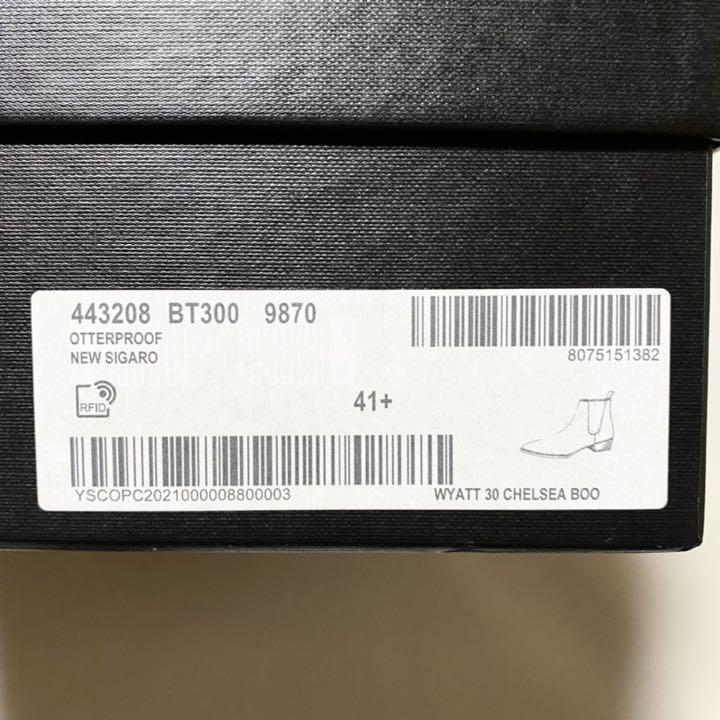 443208 BT300 9870
OTTERPROOF
NEW SIGARO
8075151382
RFID
41+
YSCOPC2021000008800003
WYATT 30 CHELSEA BOO